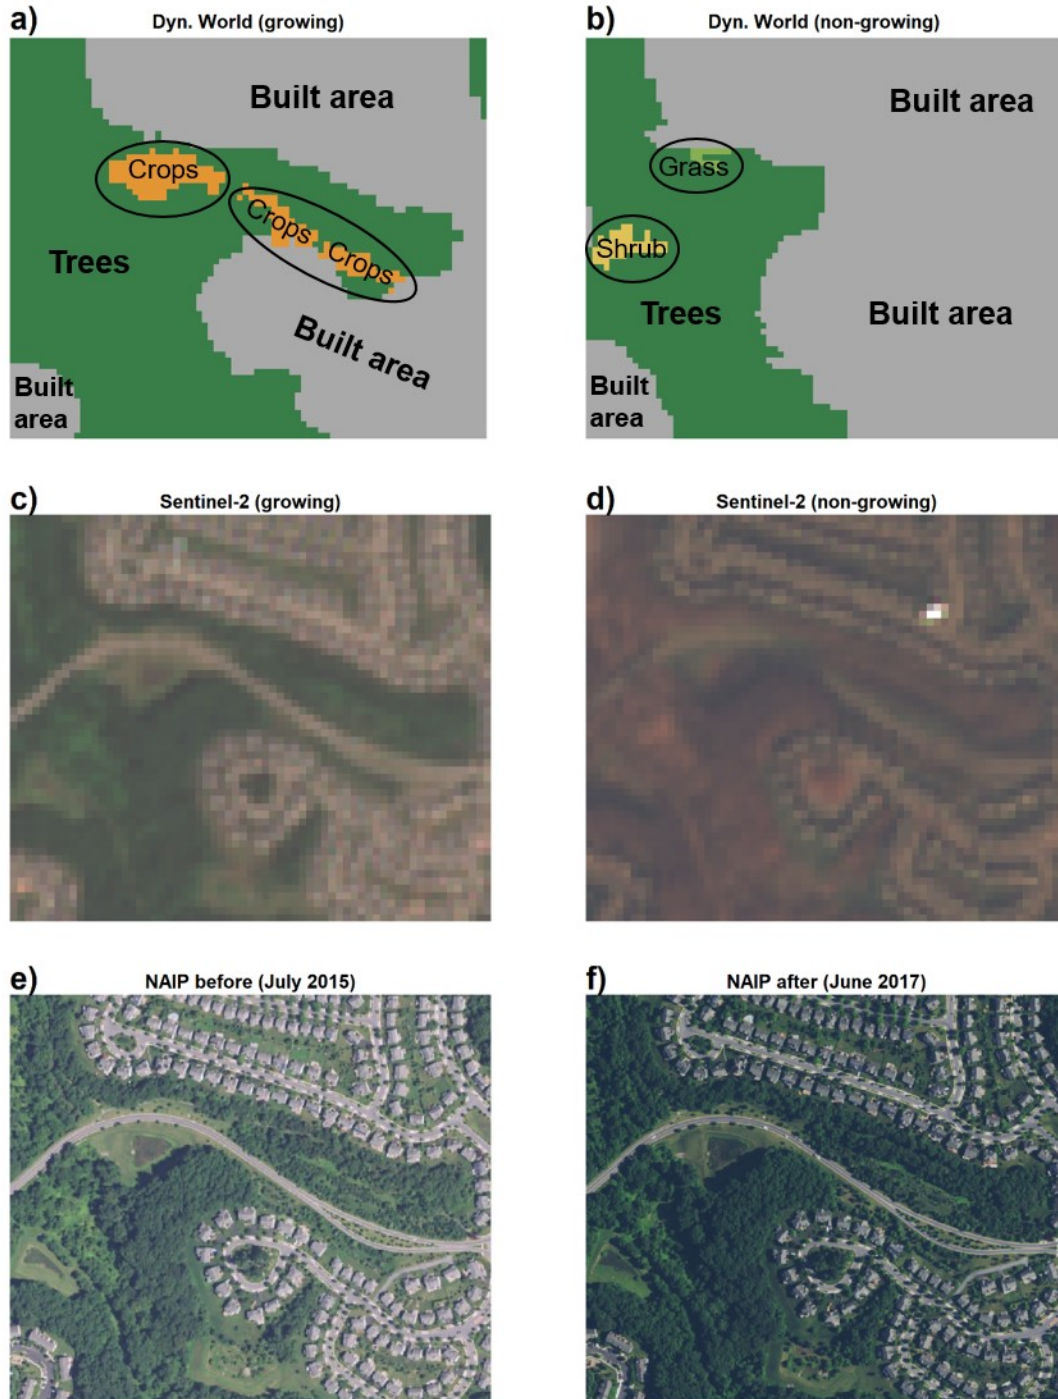 a)
Dyn. World (growing)
Built area
Crops
Crops
Crops
Trees
Built area
Built
area
b)
Dyn. World (non-growing)
Built area
Grass
Shrub
Trees
Built area
Built
area
c)
Sentinel-2 (growing)
d)
Sentinel-2 (non-growing)
e)
NAIP before (July 2015)
f)
NAIP after (June 2017)